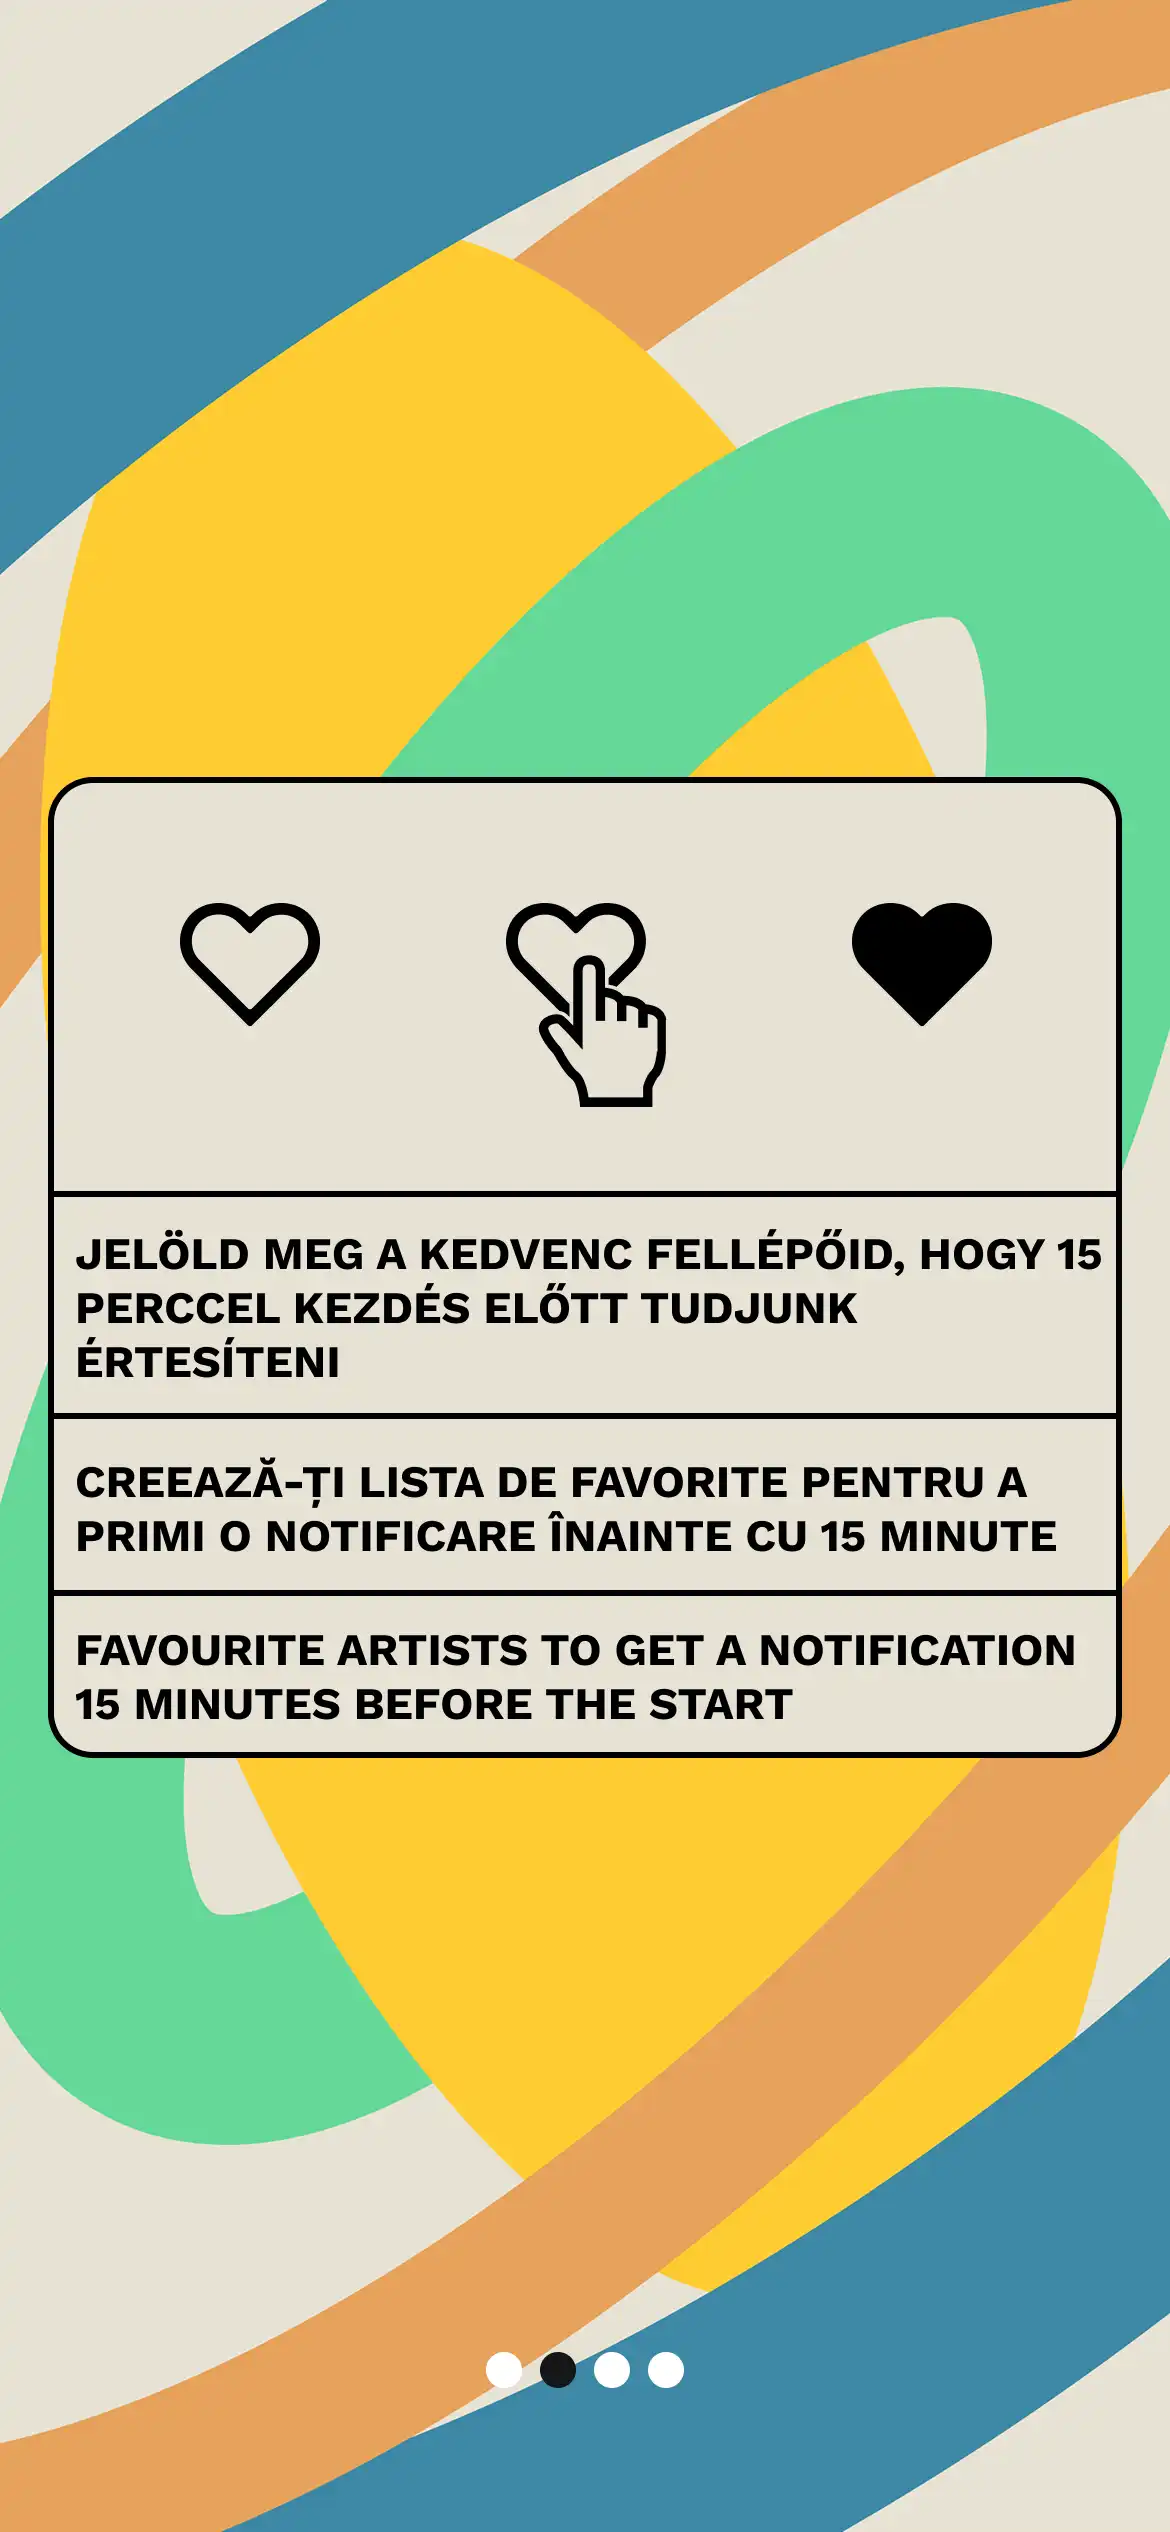 JELÖLD MEG A KEDVENC FELLÉPŐID, HOGY 15
PERCCEL KEZDÉS ELŐTT TUDJUNK
ÉRTESÍTENI
CREEAZĂ-ȚI LISTA DE FAVORITE PENTRU A
PRIMI O NOTIFICARE ÎNAINTE CU 15 MINUTE
FAVOURITE ARTISTS TO GET A NOTIFICATION
15 MINUTES BEFORE THE START